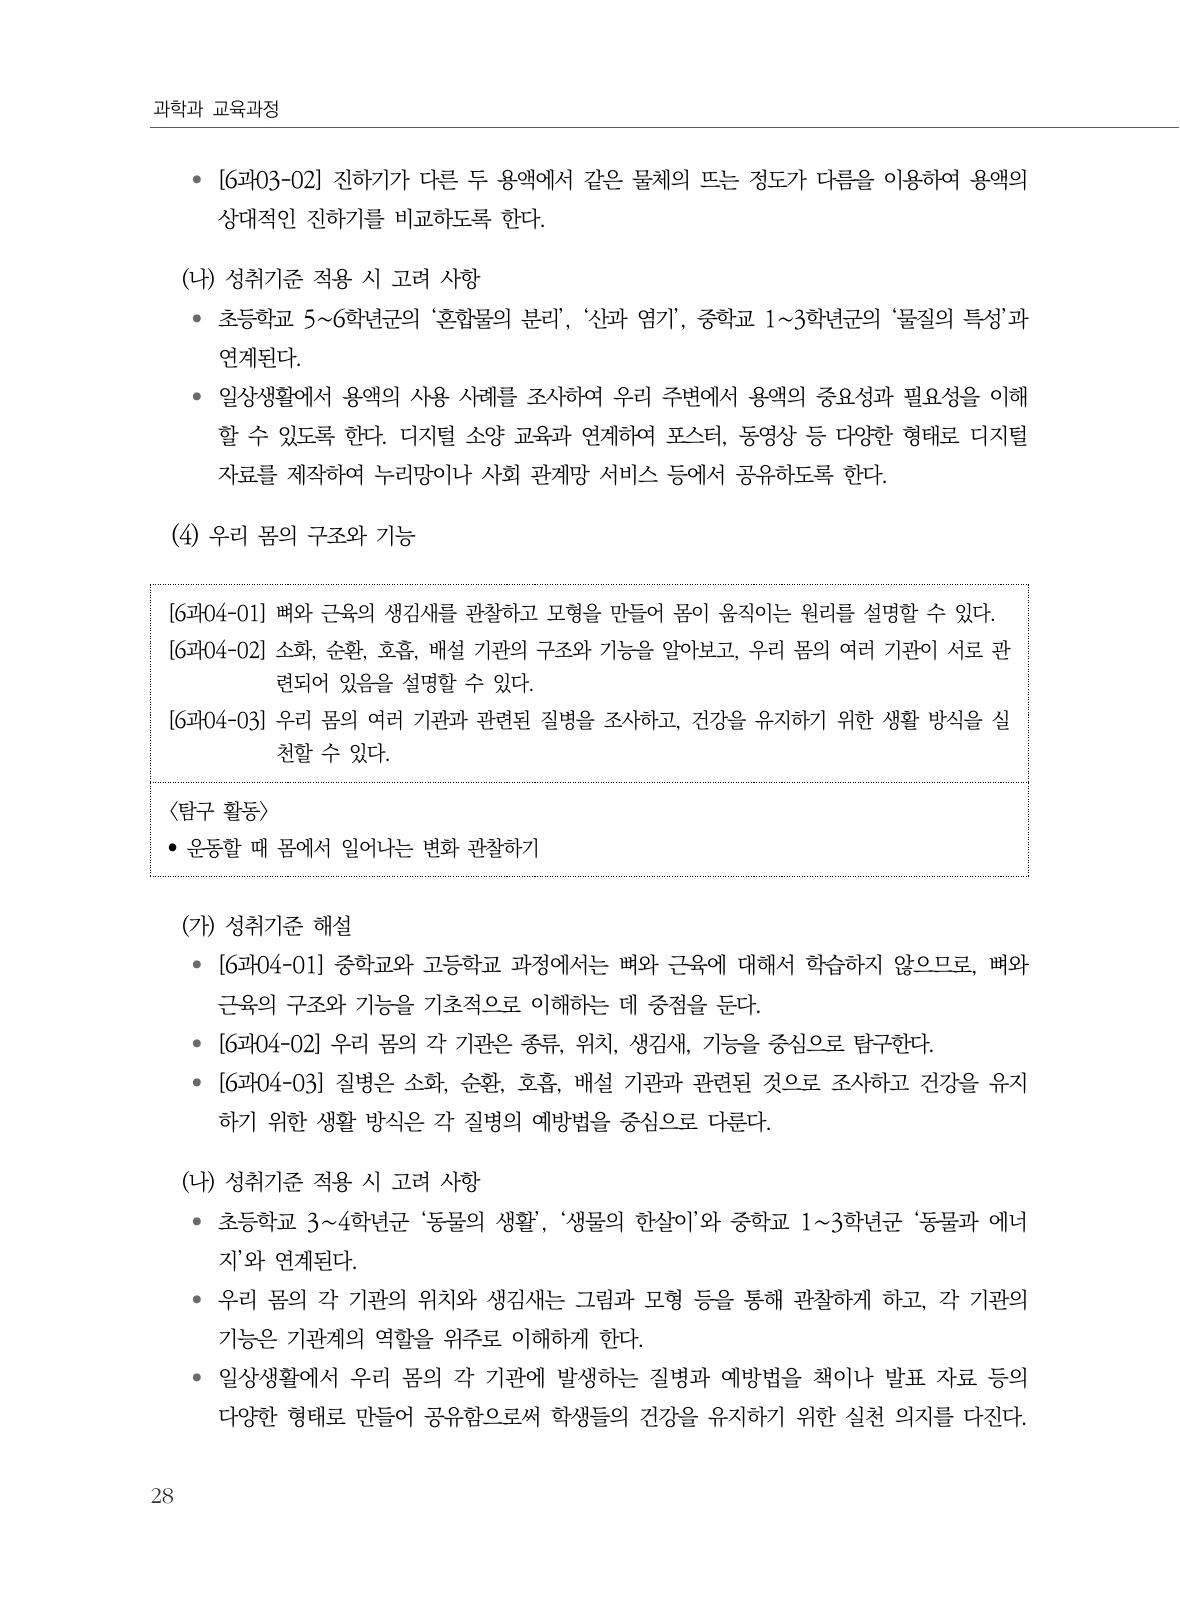 과학과 교육과정
• [6과03-02] 진하기가 다른 두 용액에서 같은 물체의 뜨는 정도가 다름을 이용하여 용액의
상대적인 진하기를 비교하도록 한다.
(나) 성취기준 적용 시 고려 사항
• 초등학교 5~6학년군의 ‘혼합물의 분리’, ‘산과 염기’, 중학교 1~3학년군의 ‘물질의 특성’과
연계된다.
• 일상생활에서 용액의 사용 사례를 조사하여 우리 주변에서 용액의 중요성과 필요성을 이해
할 수 있도록 한다. 디지털 소양 교육과 연계하여 포스터, 동영상 등 다양한 형태로 디지털
자료를 제작하여 누리망이나 사회 관계망 서비스 등에서 공유하도록 한다.
(4) 우리 몸의 구조와 기능
[6과04-01] 뼈와 근육의 생김새를 관찰하고 모형을 만들어 몸이 움직이는 원리를 설명할 수 있다.
[6과04-02] 소화, 순환, 호흡, 배설 기관의 구조와 기능을 알아보고, 우리 몸의 여러 기관이 서로 관
련되어 있음을 설명할 수 있다.
[6과04-03] 우리 몸의 여러 기관과 관련된 질병을 조사하고, 건강을 유지하기 위한 생활 방식을 실
천할 수 있다.
〈탐구 활동〉
• 운동할 때 몸에서 일어나는 변화 관찰하기
(가) 성취기준 해설
• [6과04-01] 중학교와 고등학교 과정에서는 뼈와 근육에 대해서 학습하지 않으므로, 뼈와
근육의 구조와 기능을 기초적으로 이해하는 데 중점을 둔다.
• [6과04-02] 우리 몸의 각 기관은 종류, 위치, 생김새, 기능을 중심으로 탐구한다.
• [6과04-03] 질병은 소화, 순환, 호흡, 배설 기관과 관련된 것으로 조사하고 건강을 유지
하기 위한 생활 방식은 각 질병의 예방법을 중심으로 다룬다.
(나) 성취기준 적용 시 고려 사항
• 초등학교 3~4학년군 ‘동물의 생활’, ‘생물의 한살이’와 중학교 1~3학년군 ‘동물과 에너
지’와 연계된다.
• 우리 몸의 각 기관의 위치와 생김새는 그림과 모형 등을 통해 관찰하게 하고, 각 기관의
기능은 기관계의 역할을 위주로 이해하게 한다.
• 일상생활에서 우리 몸의 각 기관에 발생하는 질병과 예방법을 책이나 발표 자료 등의
다양한 형태로 만들어 공유함으로써 학생들의 건강을 유지하기 위한 실천 의지를 다진다.
28